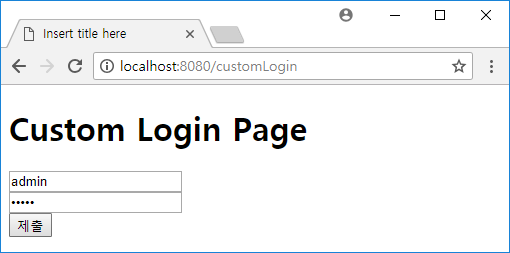 Insert title here
localhost:8080/customLogin
Custom Login Page
admin
•••••
제출